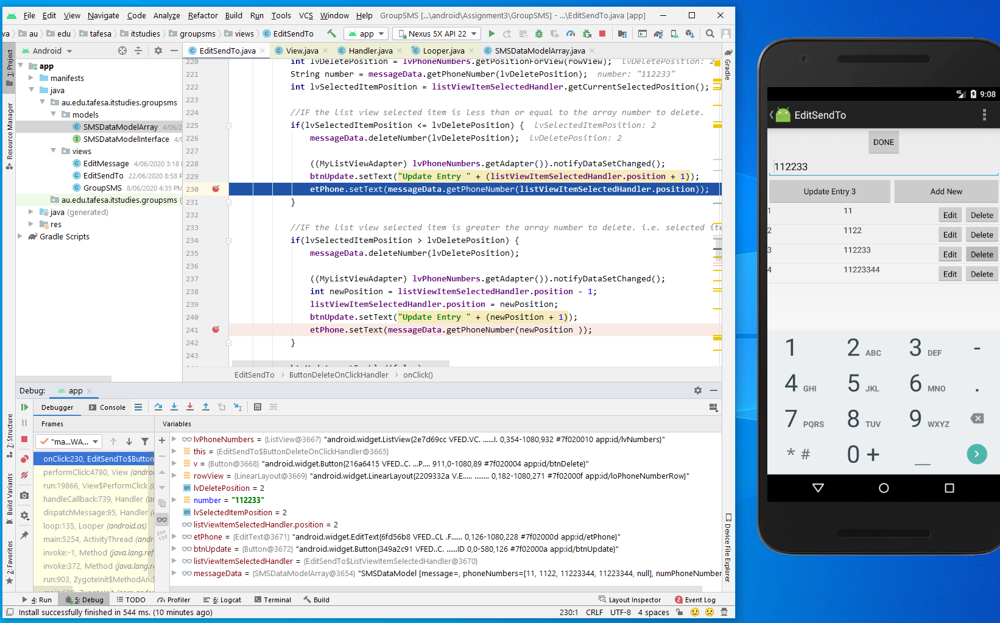 File Edit View Navigate Code Analyze Refactor Build Run Tools VCS Window Help GroupSMS [...\android\Assignment3\GroupSMS] - ...\EditSendTo.java [app]
va au edu tafesa itstudies groupsms views EditSendTo app Nexus 5X API 22
Android
EditSendTo.java View.java Handler.java Looper.java SMSDataModelArray.java
1: Project
Resource Manager
7: Structure
Build Variants
2: Favorites
app
manifests
java
au.edu.tafesa.itstudies.groupsms
models
SMSDataModelArray 4/06/2
SMSDataModelInterface 4/0
views
EditMessage 4/06/2020 3:18
EditSendTo 22/06/2020 8:58 P
GroupSMS 8/06/2020 4:35 PM
au.edu.tafesa.itstudies.groupsms (
java (generated)
res
Gradle Scripts
220 int lvDeletePosition = lvPhoneNumbers.getPositionForView(rowView); lvDeletePosition: 2
221 String number = messageData.getPhoneNumber(lvDeletePosition); number: "112233"
222 int lvSelectedItemPosition = listViewItemSelectedHandler.getCurrentSelectedPosition();
223
224 //IF the list view selected item is less than or equal to the array number to delete.
225 if(lvSelectedItemPosition <= lvDeletePosition) { lvSelectedItemPosition: 2
226 messageData.deleteNumber(lvDeletePosition); lvDeletePosition: 2
227
228 ((MyListViewAdapter) lvPhoneNumbers.getAdapter()).notifyDataSetChanged();
229 btnUpdate.setText("Update Entry " + (listViewItemSelectedHandler.position + 1));
230 etPhone.setText(messageData.getPhoneNumber(listViewItemSelectedHandler.position));
231 }
232
233 //IF the list view selected item is greater the array number to delete. i.e. selected ite
234 if(lvSelectedItemPosition > lvDeletePosition) {
235 messageData.deleteNumber(lvDeletePosition);
236
237 ((MyListViewAdapter) lvPhoneNumbers.getAdapter()).notifyDataSetChanged();
238 int newPosition = listViewItemSelectedHandler.position - 1;
239 listViewItemSelectedHandler.position = newPosition;
240 btnUpdate.setText("Update Entry " + (newPosition + 1));
241 etPhone.setText(messageData.getPhoneNumber(newPosition ));
242 }
243
EditSendTo › ButtonDeleteOnClickHandler › onClick()
Gradle
Device File Explorer
Debug: app
Debugger Console
Frames
Variables
"ma...WA...
onClick:230, EditSendTo$Button
performClick:4780, View (andro
run:19866, View$PerformClick (
handleCallback:739, Handler (a
dispatchMessage:95, Handler (
loop:135, Looper (android.os)
main:5254, ActivityThread (and
invoke:-1, Method (java.lang.ref
invoke:372, Method (java.lang.r
run:903, ZygoteInit$MethodAnd
lvPhoneNumbers = {ListView@3667} "android.widget.ListView{2e7d69cc VFED.VC. ......I. 0,354-1080,932 #7f020010 app:id/lvNumbers}"
this = {EditSendTo$ButtonDeleteOnClickHandler@3665}
v = {Button@3668} "android.widget.Button{216a6415 VFED..C. ...P.... 911,0-1080,89 #7f020004 app:id/btnDelete}"
rowView = {LinearLayout@3669} "android.widget.LinearLayout{2209332a V.E..... ........ 0,182-1080,271 #7f02000f app:id/loPhoneNumberRow}"
lvDeletePosition = 2
number = "112233"
lvSelectedItemPosition = 2
listViewItemSelectedHandler.position = 2
etPhone = {EditText@3671} "android.widget.EditText{6fd56b8 VFED..CL .F...... 0,126-1080,228 #7f02000d app:id/etPhone}"
btnUpdate = {Button@3672} "android.widget.Button{349a2c91 VFED..C. ......ID 0,0-580,126 #7f02000a app:id/btnUpdate}"
listViewItemSelectedHandler = {EditSendTo$ListViewItemSelectedHandler@3670}
messageData = {SMSDataModelArray@3654} "SMSDataModel [message=, phoneNumbers=[11, 1122, 11223344, 11223344, null], numPhoneNumber
4: Run 5: Debug TODO Profiler 6: Logcat Terminal Build Layout Inspector 2 Event Log
Install successfully finished in 544 ms. (10 minutes ago) 230:1 CRLF UTF-8 4 spaces
4G 9:08
EditSendTo
DONE
112233
Update Entry 3 Add New
1 11 Edit Delete
2 1122 Edit Delete
3 112233 Edit Delete
4 11223344 Edit Delete
1 2 ABC 3 DEF -
4 GHI 5 JKL 6 MNO .
7 PQRS 8 TUV 9 WXYZ
* # 0 + _